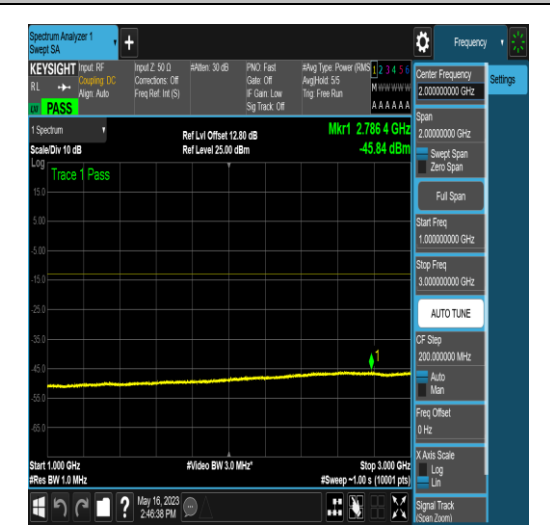 Spectrum Analyzer 1
Swept SA
Frequency
KEYSIGHT
RL
PASS
Input: RF
Coupling: DC
Align: Auto
Input Z: 50 Ω
Corrections: Off
Freq Ref: Int (S)
#Atten: 30 dB
PNO: Fast
Gate: Off
IF Gain: Low
Sig Track: Off
#Avg Type: Power (RMS
Avg|Hold: 5/5
Trig: Free Run
1 2 3 4 5 6
M W W W W W
A A A A A A
1 Spectrum
Scale/Div 10 dB
Ref Lvl Offset 12.80 dB
Ref Level 25.00 dBm
Mkr1 2.786 4 GHz
-45.84 dBm
Log
Trace 1 Pass
15.0
5.00
-5.00
-15.0
-25.0
-35.0
-45.0
-55.0
-65.0
1
Start 1.000 GHz
#Res BW 1.0 MHz
#Video BW 3.0 MHz*
Stop 3.000 GHz
#Sweep ~1.00 s (10001 pts)
Center Frequency
2.000000000 GHz
Settings
Span
2.00000000 GHz
Swept Span
Zero Span
Full Span
Start Freq
1.000000000 GHz
Stop Freq
3.000000000 GHz
AUTO TUNE
CF Step
200.000000 MHz
Auto
Man
Freq Offset
0 Hz
X Axis Scale
Log
Lin
Signal Track
(Span Zoom)
?
May 16, 2023
2:46:38 PM